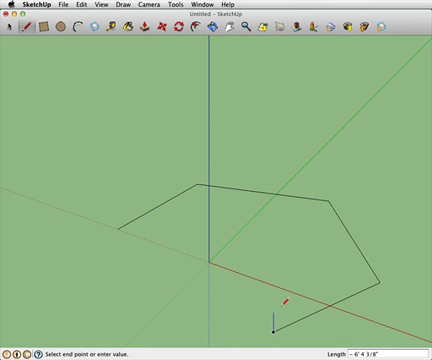 SketchUp File Edit View Draw Camera Tools Window Help
Untitled - SketchUp
Select end point or enter value.
Length ~ 6' 4 3/8"